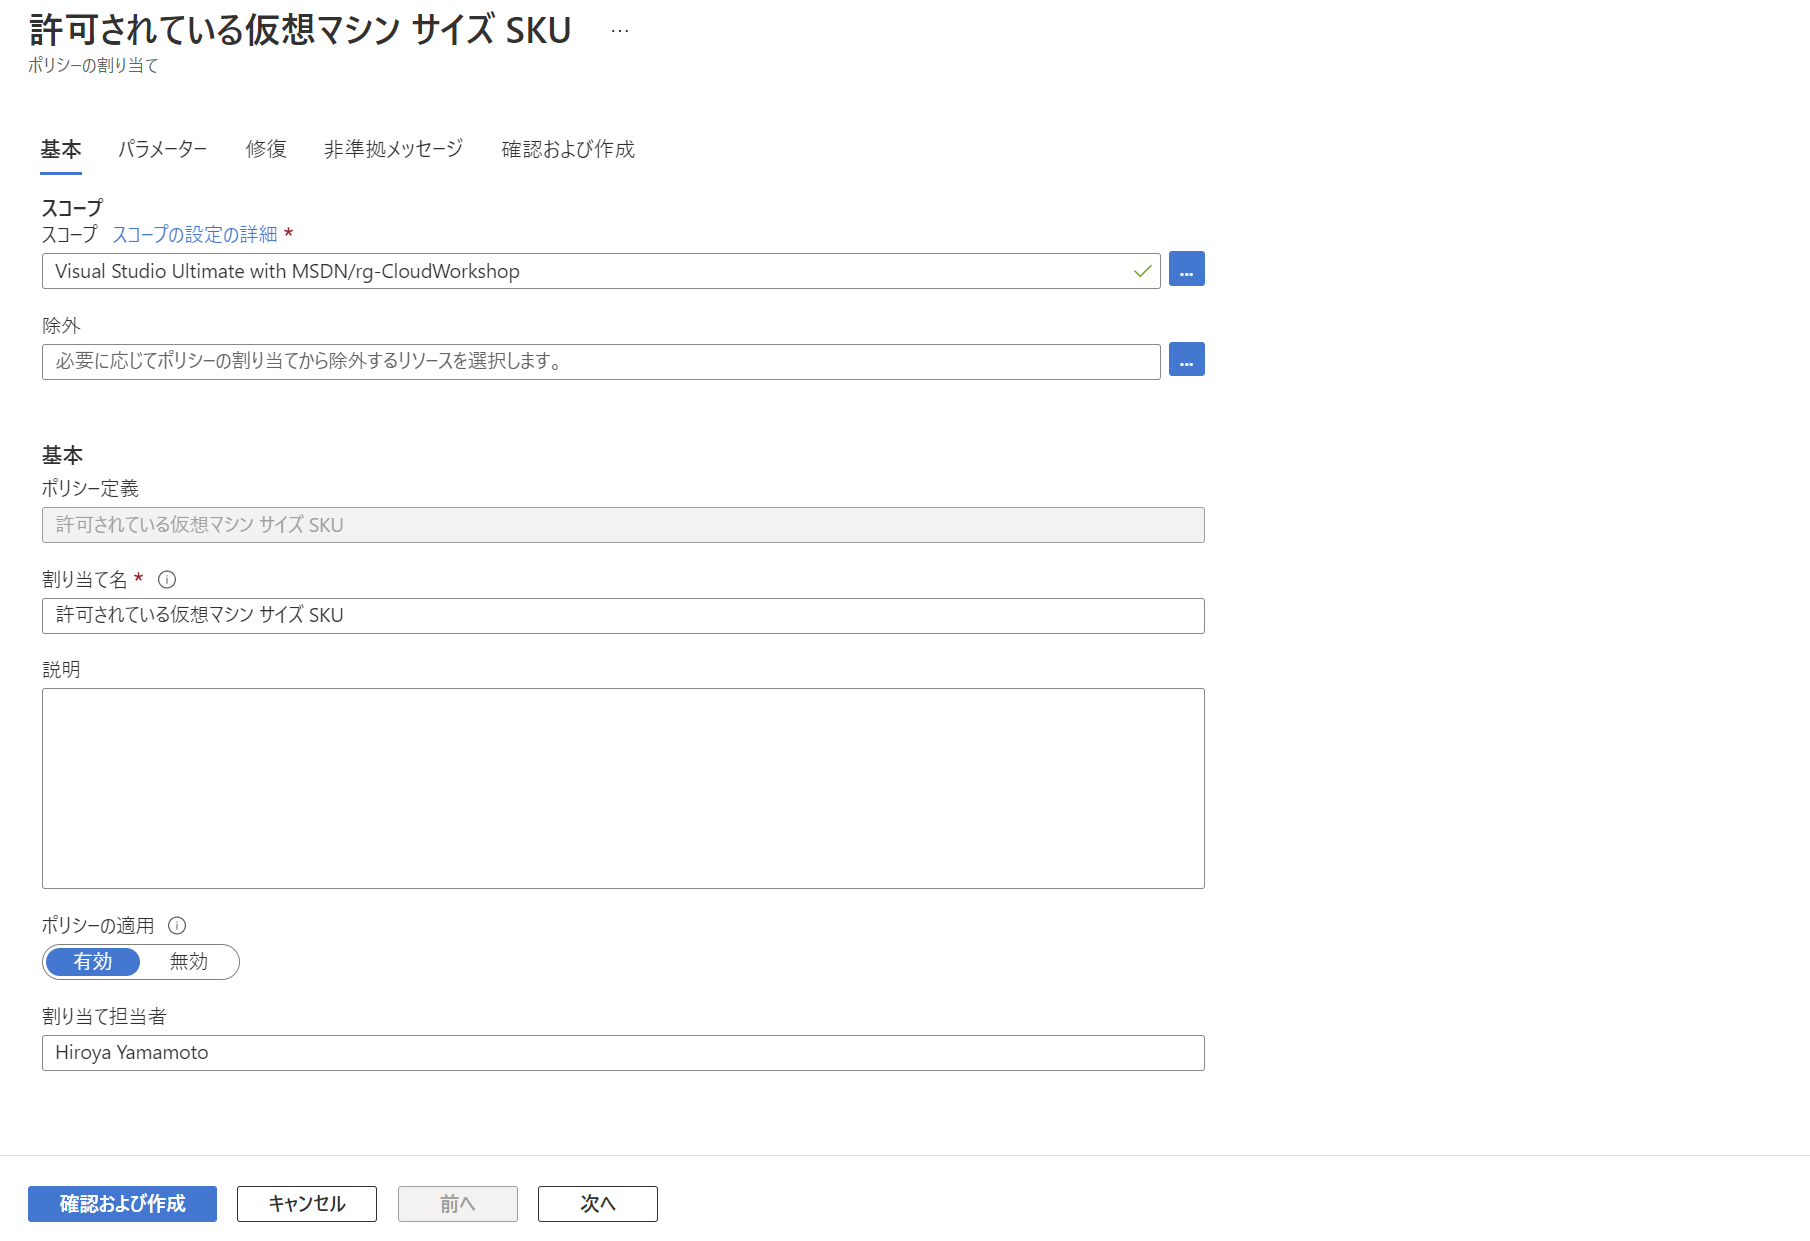 許可されている仮想マシン サイズ SKU …
ポリシーの割り当て
基本 パラメーター 修復 非準拠メッセージ 確認および作成
スコープ
スコープ スコープの設定の詳細 *
Visual Studio Ultimate with MSDN/rg-CloudWorkshop ...
除外
必要に応じてポリシーの割り当てから除外するリソースを選択します。 ...
基本
ポリシー定義
許可されている仮想マシン サイズ SKU
割り当て名 *
許可されている仮想マシン サイズ SKU
説明
ポリシーの適用
有効 無効
割り当て担当者
Hiroya Yamamoto
確認および作成 キャンセル 前へ 次へ